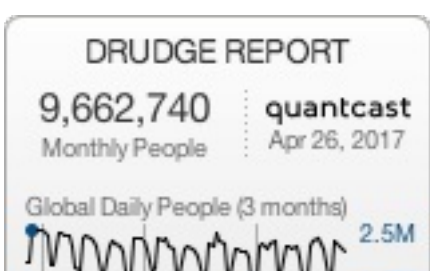 DRUDGE REPORT
9,662,740 quantcast
Monthly People Apr 26, 2017
Global Daily People (3 months)
2.5M